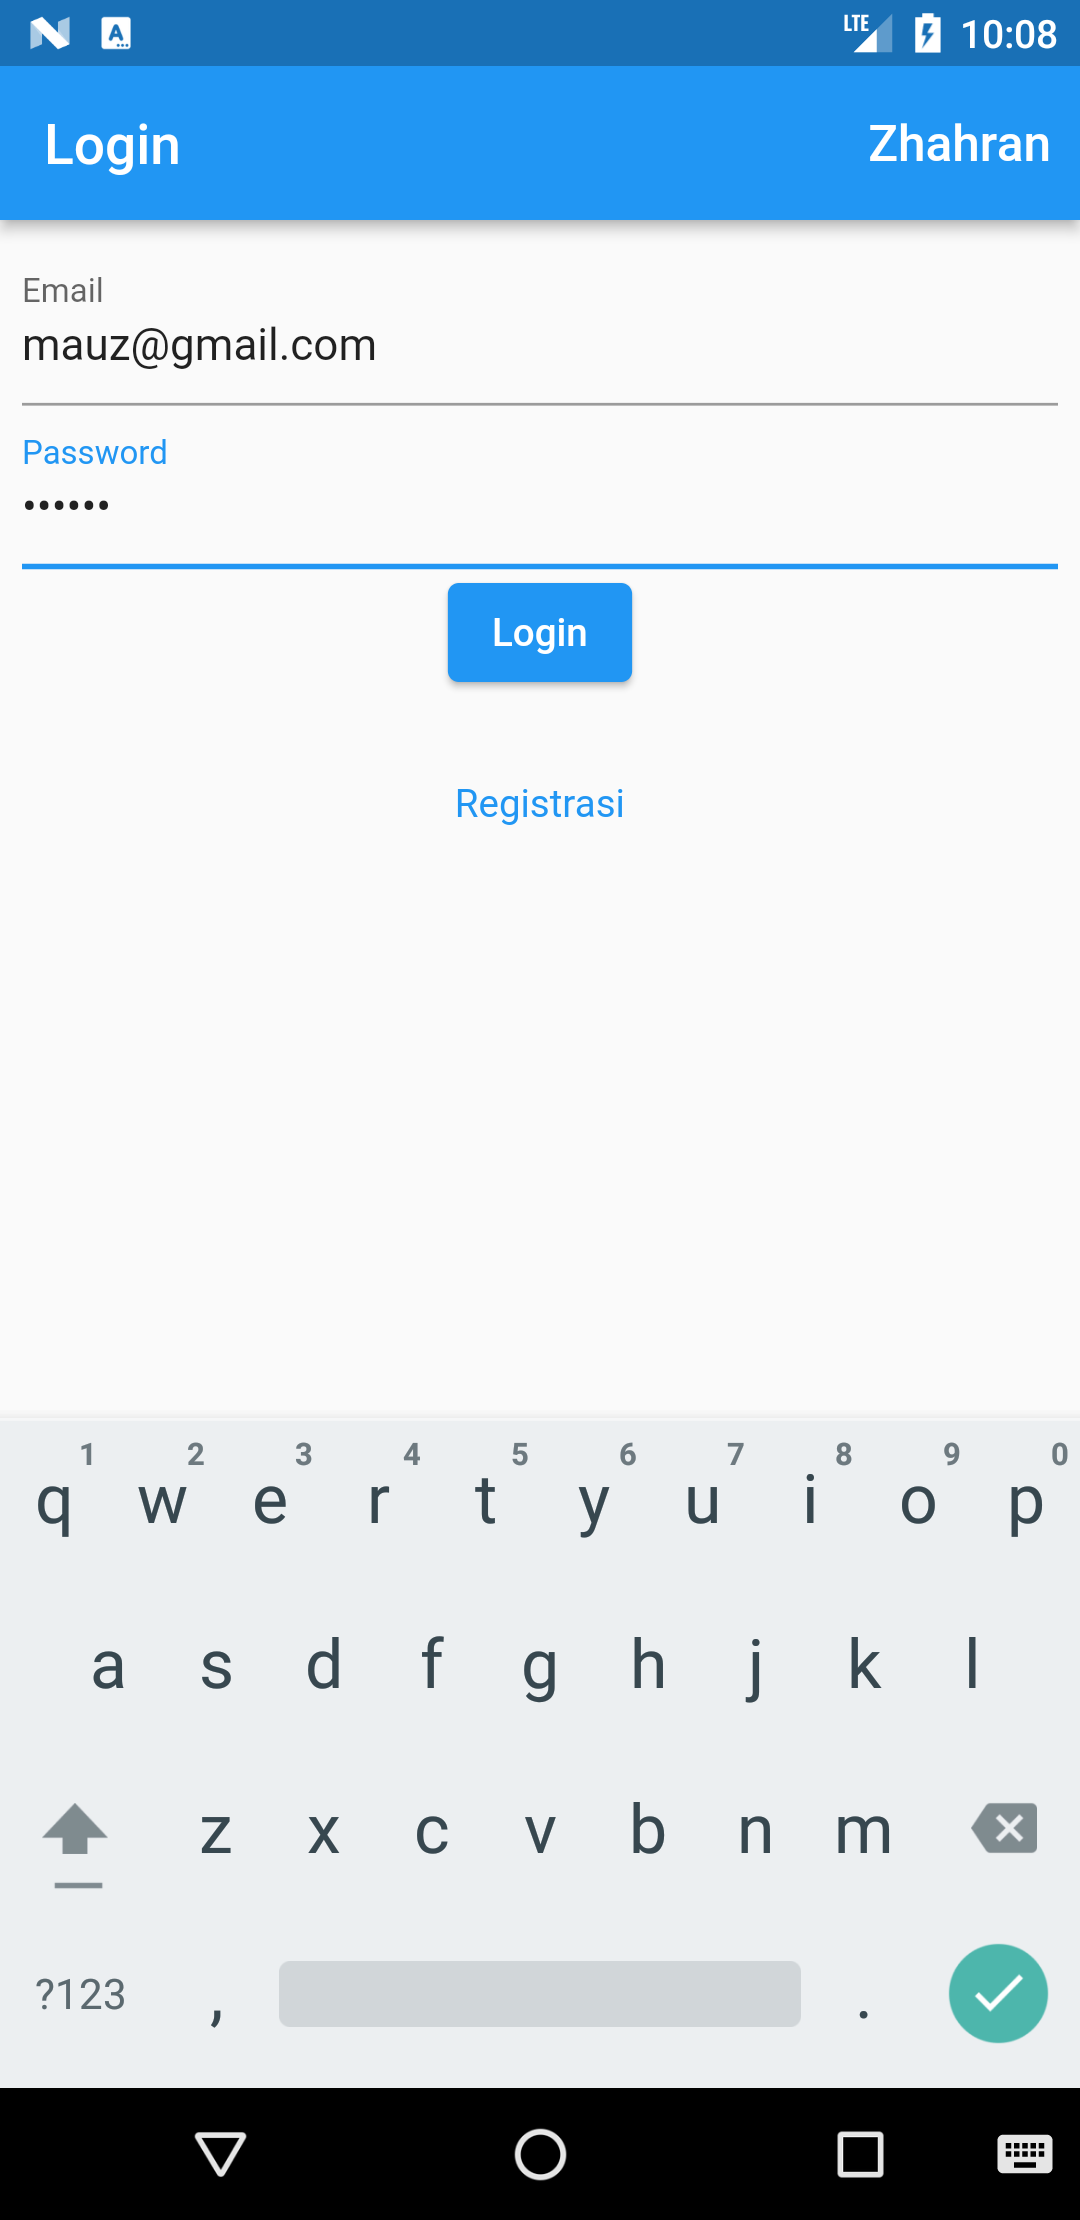 LTE 10:08
Login Zhahran
Email
mauz@gmail.com
Password
••••••
Login
Registrasi
1 2 3 4 5 6 7 8 9 0
q w e r t y u i o p
a s d f g h j k l
z x c v b n m
?123 , .